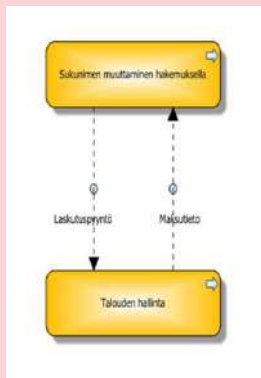 Sukunimen muuttaminen hakemuksella
Laskutuspyyntö
Maksutieto
Talouden hallinta